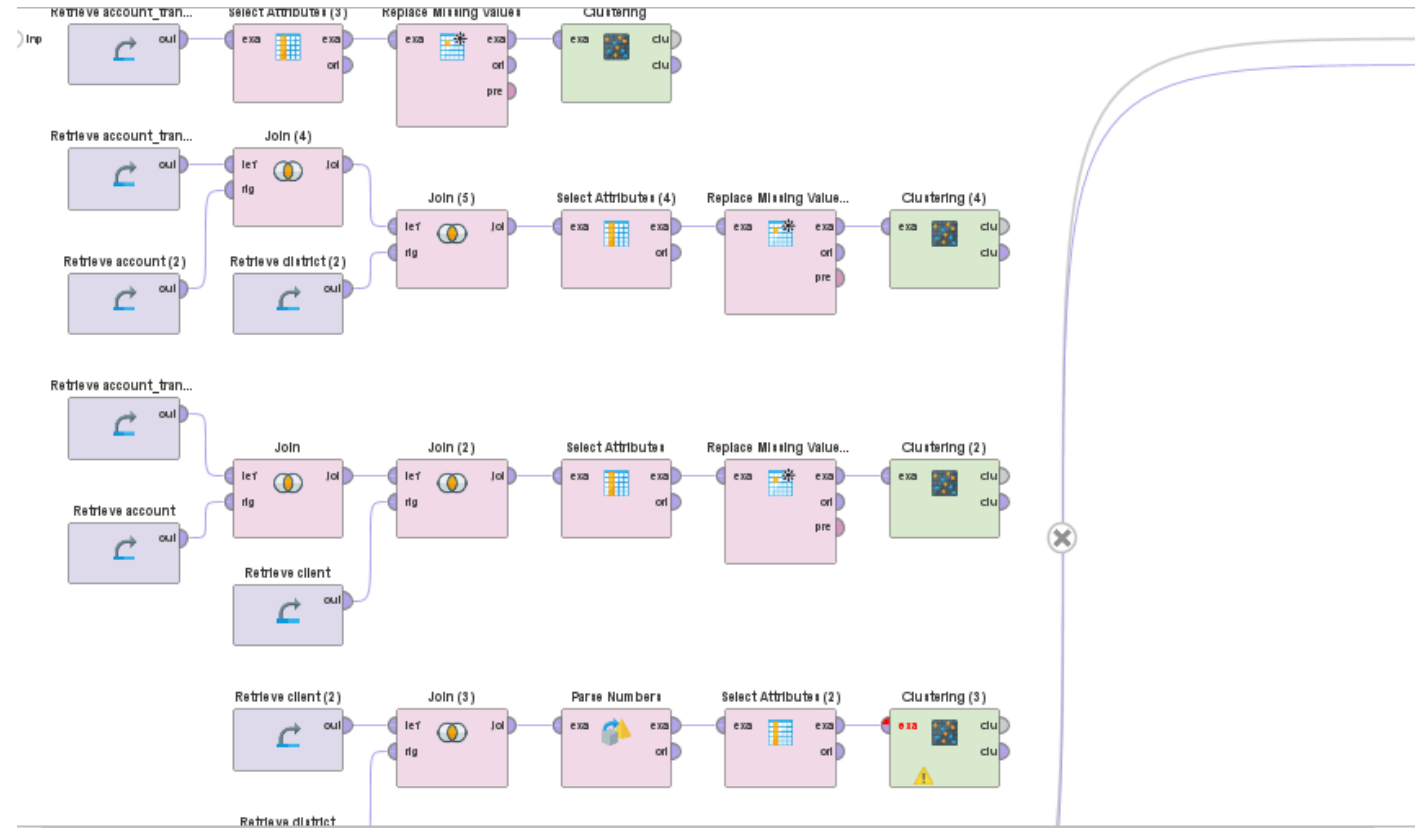 Retrieve account_tran...
Select Attributes (3)
Replace Missing Values
Clustering
Inp
out
exa
exa
ori
exa
exa
ori
pre
exa
clu
clu
Retrieve account_tran...
Join (4)
out
lef
rig
joi
Join (5)
Select Attributes (4)
Replace Missing Value...
Clustering (4)
lef
rig
joi
exa
exa
ori
exa
exa
ori
pre
exa
clu
clu
Retrieve account (2)
Retrieve district (2)
out
out
Retrieve account_tran...
out
Join
Join (2)
Select Attributes
Replace Missing Value...
Clustering (2)
lef
rig
joi
lef
rig
joi
exa
exa
ori
exa
exa
ori
pre
exa
clu
clu
Retrieve account
out
Retrieve client
out
Retrieve client (2)
Join (3)
Parse Numbers
Select Attributes (2)
Clustering (3)
out
lef
rig
joi
exa
exa
ori
exa
exa
ori
exa
clu
clu
Retrieve district